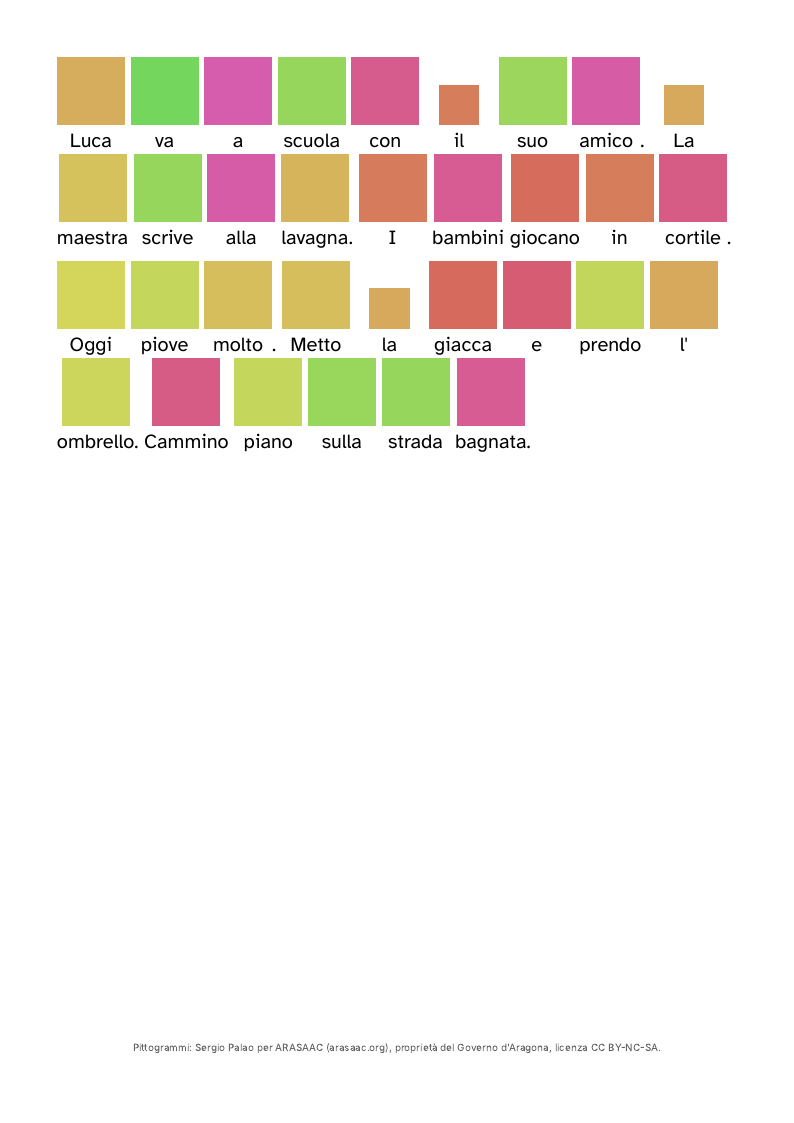 Luca va a scuola con il suo amico . La
maestra scrive alla lavagna. I bambini giocano in cortile .
Oggi piove molto . Metto la giacca e prendo l'
ombrello. Cammino piano sulla strada bagnata.
Pittogrammi: Sergio Palao per ARASAAC (arasaac.org), proprietà del Governo d'Aragona, licenza CC BY-NC-SA.